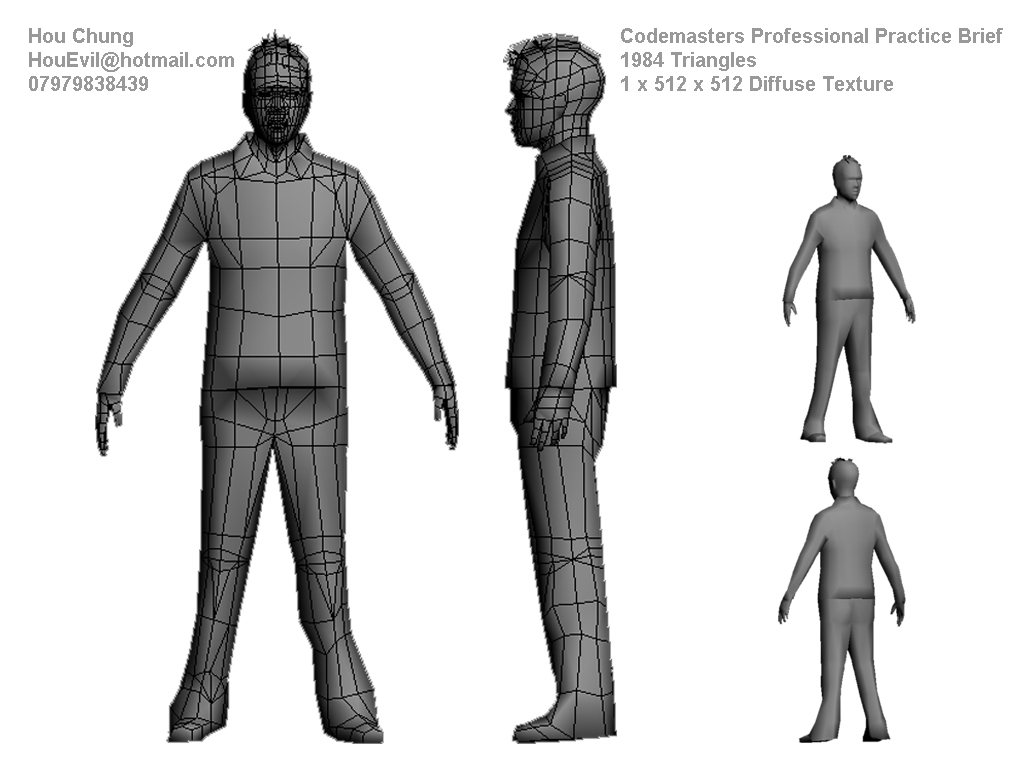 Hou Chung
HouEvil@hotmail.com
07979838439
Codemasters Professional Practice Brief
1984 Triangles
1 x 512 x 512 Diffuse Texture